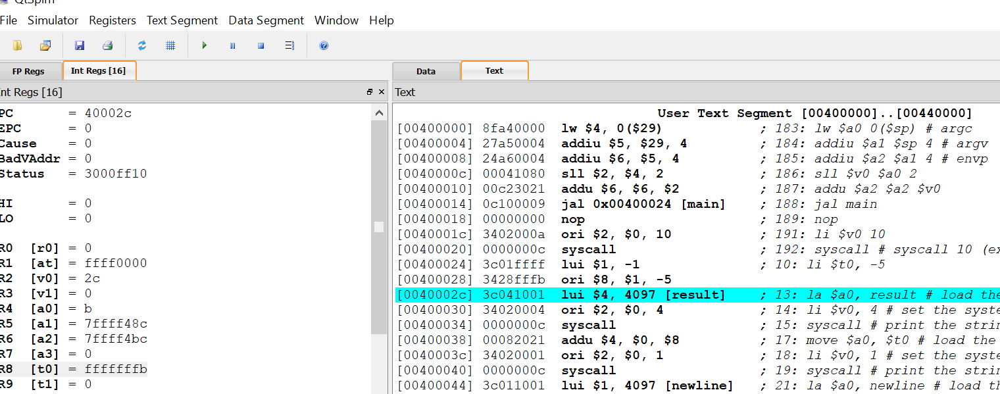 QtSpim
File Simulator Registers Text Segment Data Segment Window Help
FP Regs Int Regs [16] Data Text
Int Regs [16] Text
PC = 40002c
EPC = 0
Cause = 0
BadVAddr = 0
Status = 3000ff10
HI = 0
LO = 0
R0 [r0] = 0
R1 [at] = ffff0000
R2 [v0] = 2c
R3 [v1] = 0
R4 [a0] = b
R5 [a1] = 7ffff48c
R6 [a2] = 7ffff4bc
R7 [a3] = 0
R8 [t0] = fffffffb
R9 [t1] = 0
User Text Segment [00400000]..[00440000]
[00400000] 8fa40000 lw $4, 0($29) ; 183: lw $a0 0($sp) # argc
[00400004] 27a50004 addiu $5, $29, 4 ; 184: addiu $a1 $sp 4 # argv
[00400008] 24a60004 addiu $6, $5, 4 ; 185: addiu $a2 $a1 4 # envp
[0040000c] 00041080 sll $2, $4, 2 ; 186: sll $v0 $a0 2
[00400010] 00c23021 addu $6, $6, $2 ; 187: addu $a2 $a2 $v0
[00400014] 0c100009 jal 0x00400024 [main] ; 188: jal main
[00400018] 00000000 nop ; 189: nop
[0040001c] 3402000a ori $2, $0, 10 ; 191: li $v0 10
[00400020] 0000000c syscall ; 192: syscall # syscall 10 (ex
[00400024] 3c01ffff lui $1, -1 ; 10: li $t0, -5
[00400028] 3428fffb ori $8, $1, -5
[0040002c] 3c041001 lui $4, 4097 [result] ; 13: la $a0, result # load the
[00400030] 34020004 ori $2, $0, 4 ; 14: li $v0, 4 # set the syste
[00400034] 0000000c syscall ; 15: syscall # print the strin
[00400038] 00082021 addu $4, $0, $8 ; 17: move $a0, $t0 # load the
[0040003c] 34020001 ori $2, $0, 1 ; 18: li $v0, 1 # set the syste
[00400040] 0000000c syscall ; 19: syscall # print the strin
[00400044] 3c011001 lui $1, 4097 [newline] ; 21: la $a0, newline # load th